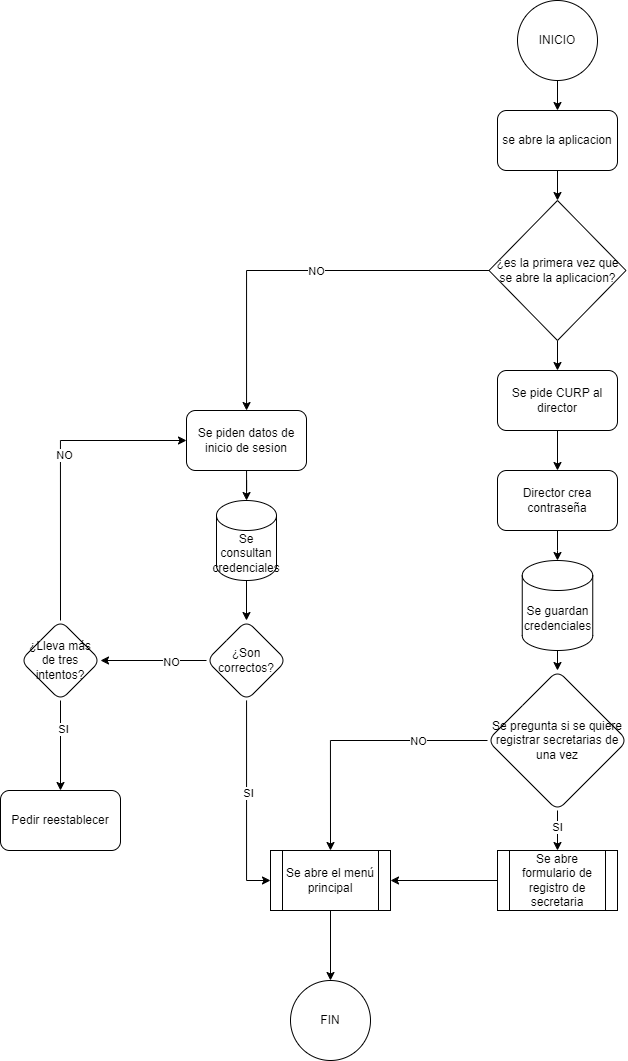 INICIO
se abre la aplicacion
¿es la primera vez que
se abre la aplicacion?
NO
Se pide CURP al
director
Se piden datos de
inicio de sesion
NO
Director crea
contraseña
Se
consultan
credenciales
Se guardan
credenciales
¿Lleva más
de tres
intentos?
NO
¿Son
correctos?
SI
Se pregunta si se quiere
registrar secretarias de
una vez
NO
SI
SI
Pedir reestablecer
Se abre el menú
principal
Se abre
formulario de
registro de
secretaria
FIN